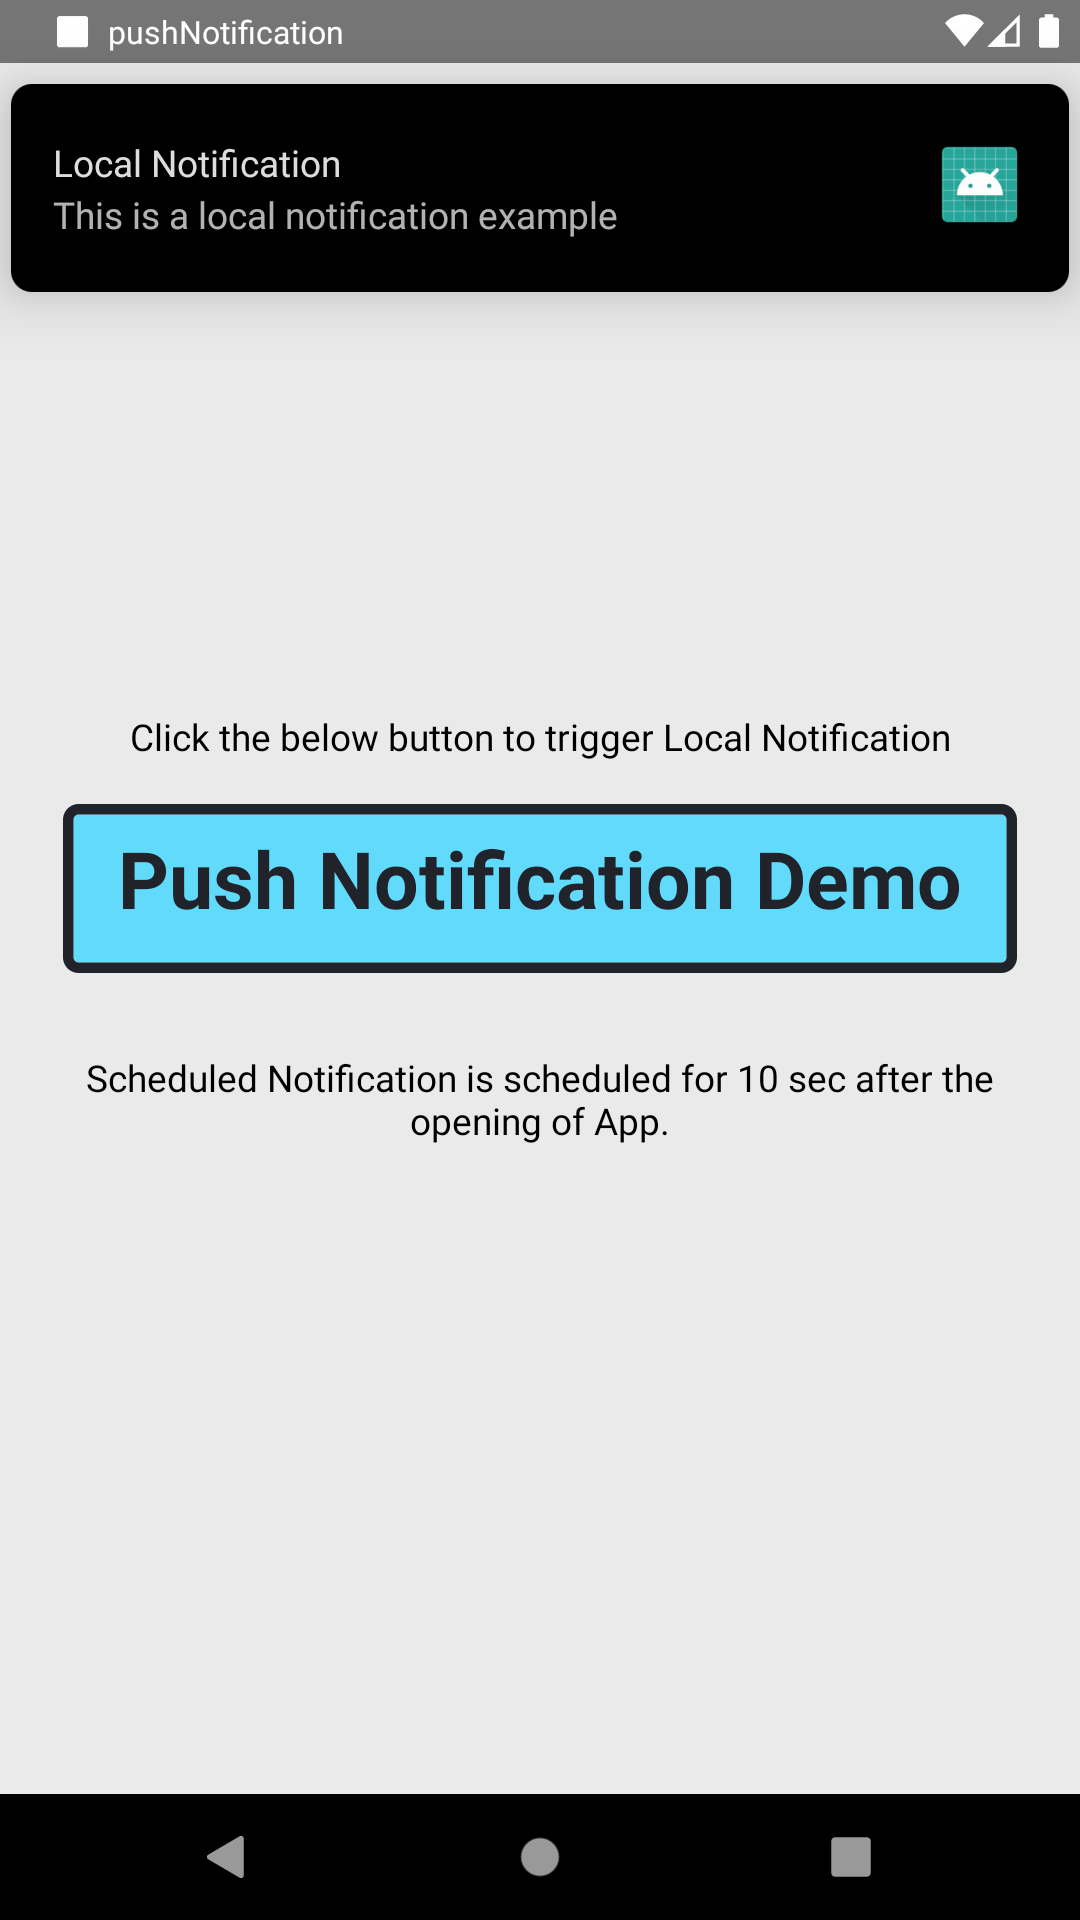 pushNotification
Local Notification
This is a local notification example
Click the below button to trigger Local Notification
Push Notification Demo
Scheduled Notification is scheduled for 10 sec after the
opening of App.